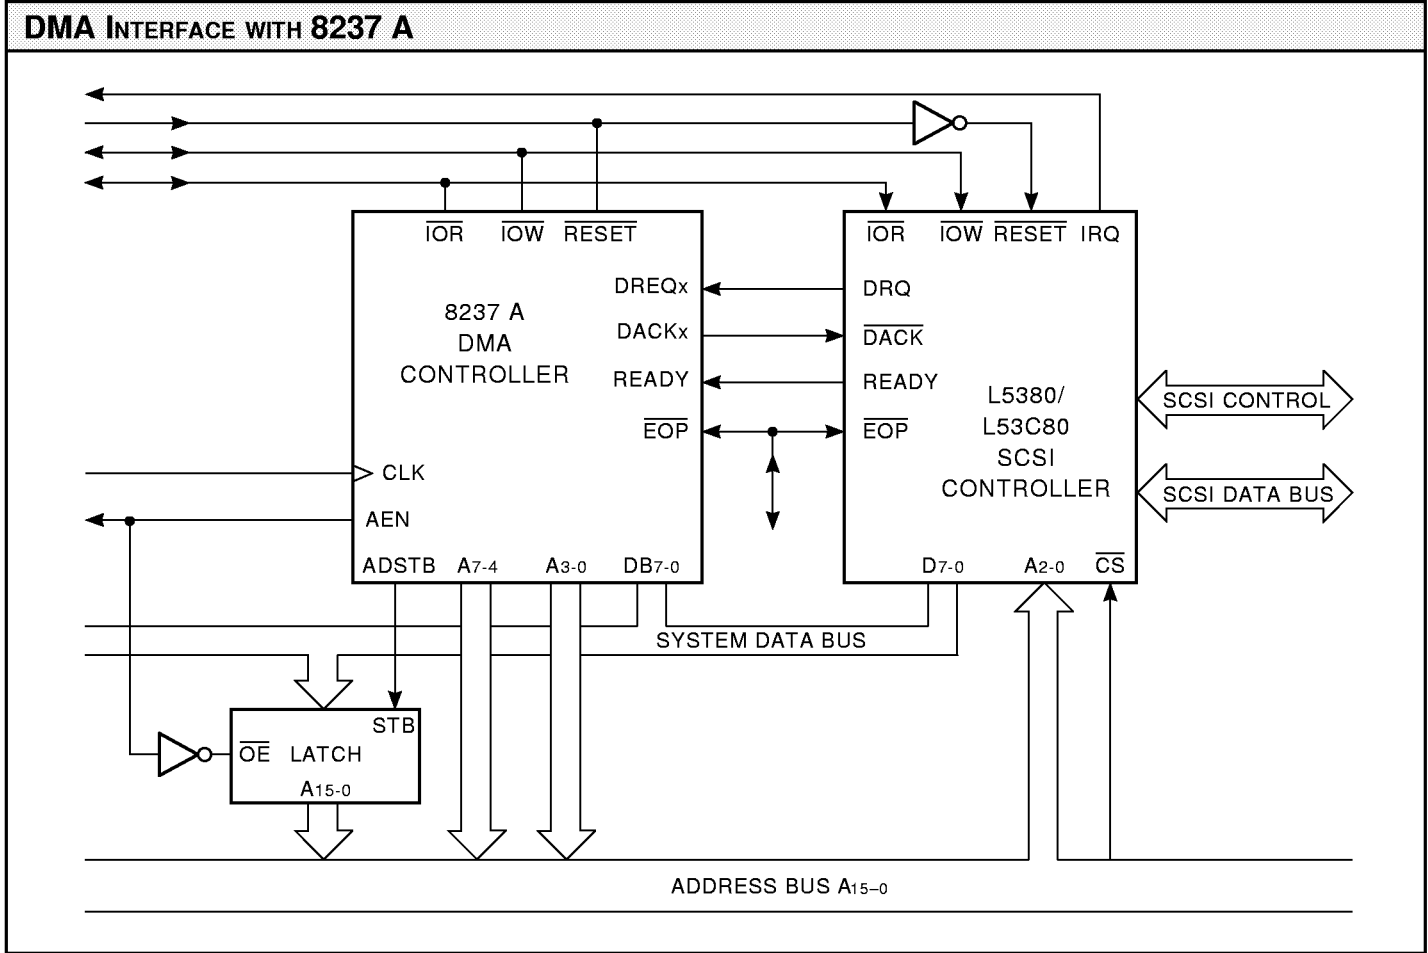 DMA INTERFACE WITH 8237 A
IOR IOW RESET
IOR IOW RESET IRQ
DREQx
DRQ
8237 A
DMA
CONTROLLER
DACKx
DACK
READY
READY
L5380/
L53C80
SCSI
CONTROLLER
SCSI CONTROL
EOP
EOP
CLK
SCSI DATA BUS
AEN
ADSTB A7-4 A3-0 DB7-0
D7-0 A2-0 CS
SYSTEM DATA BUS
STB
OE LATCH
A15-0
ADDRESS BUS A15-0